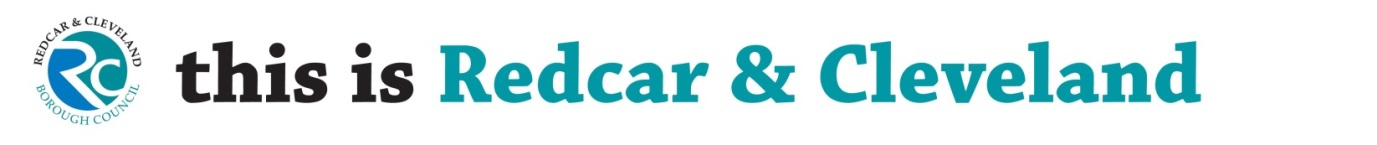 REDCAR & CLEVELAND
RC
BOROUGH COUNCIL
this is Redcar & Cleveland